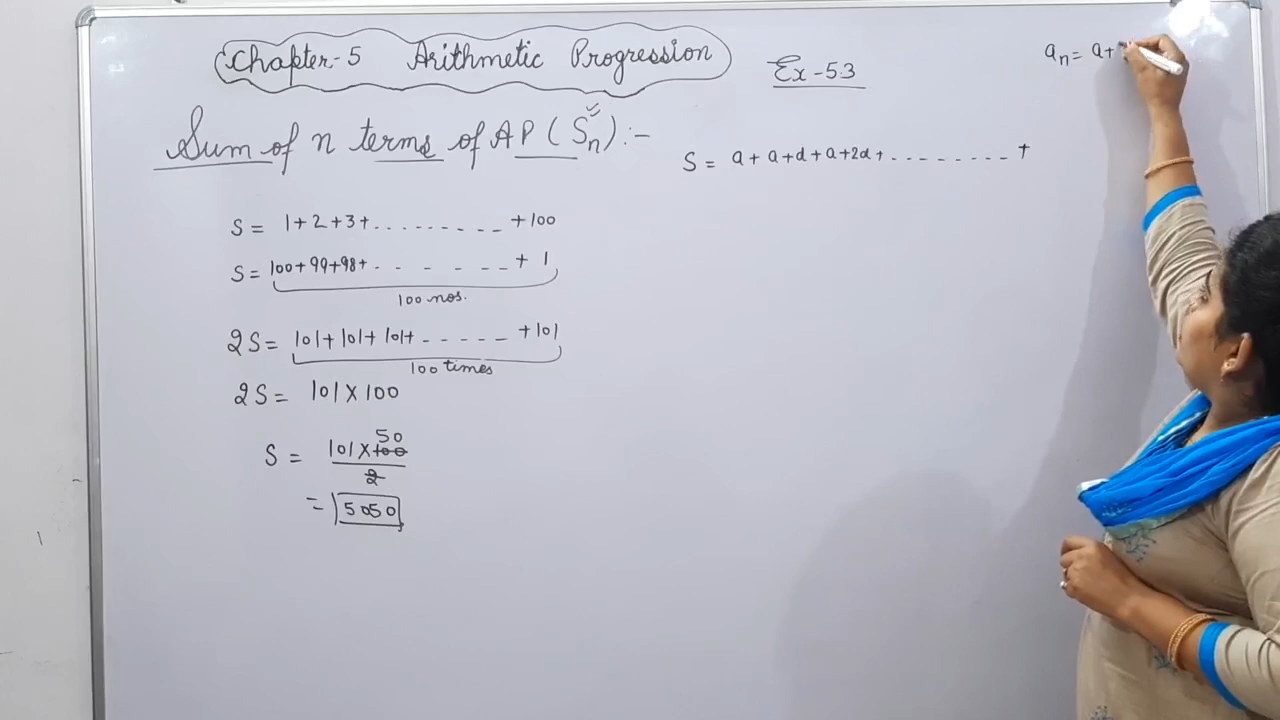 Chapter-5 Arithmetic Progression
Ex-5.3
aₙ = a+
Sum of n terms of AP (Sₙ):-
S = a + a+d + a+2d + - - - - - - - - - +
S = 1+2+3+ - - - - - - - - - +100
S = 100+99+98+ - - - - - - - +1
100 nos.
2S = 101+101+101+ - - - - - - +101
100 times
2S = 101 X 100
50
S = 101 X 100
2
= 5050